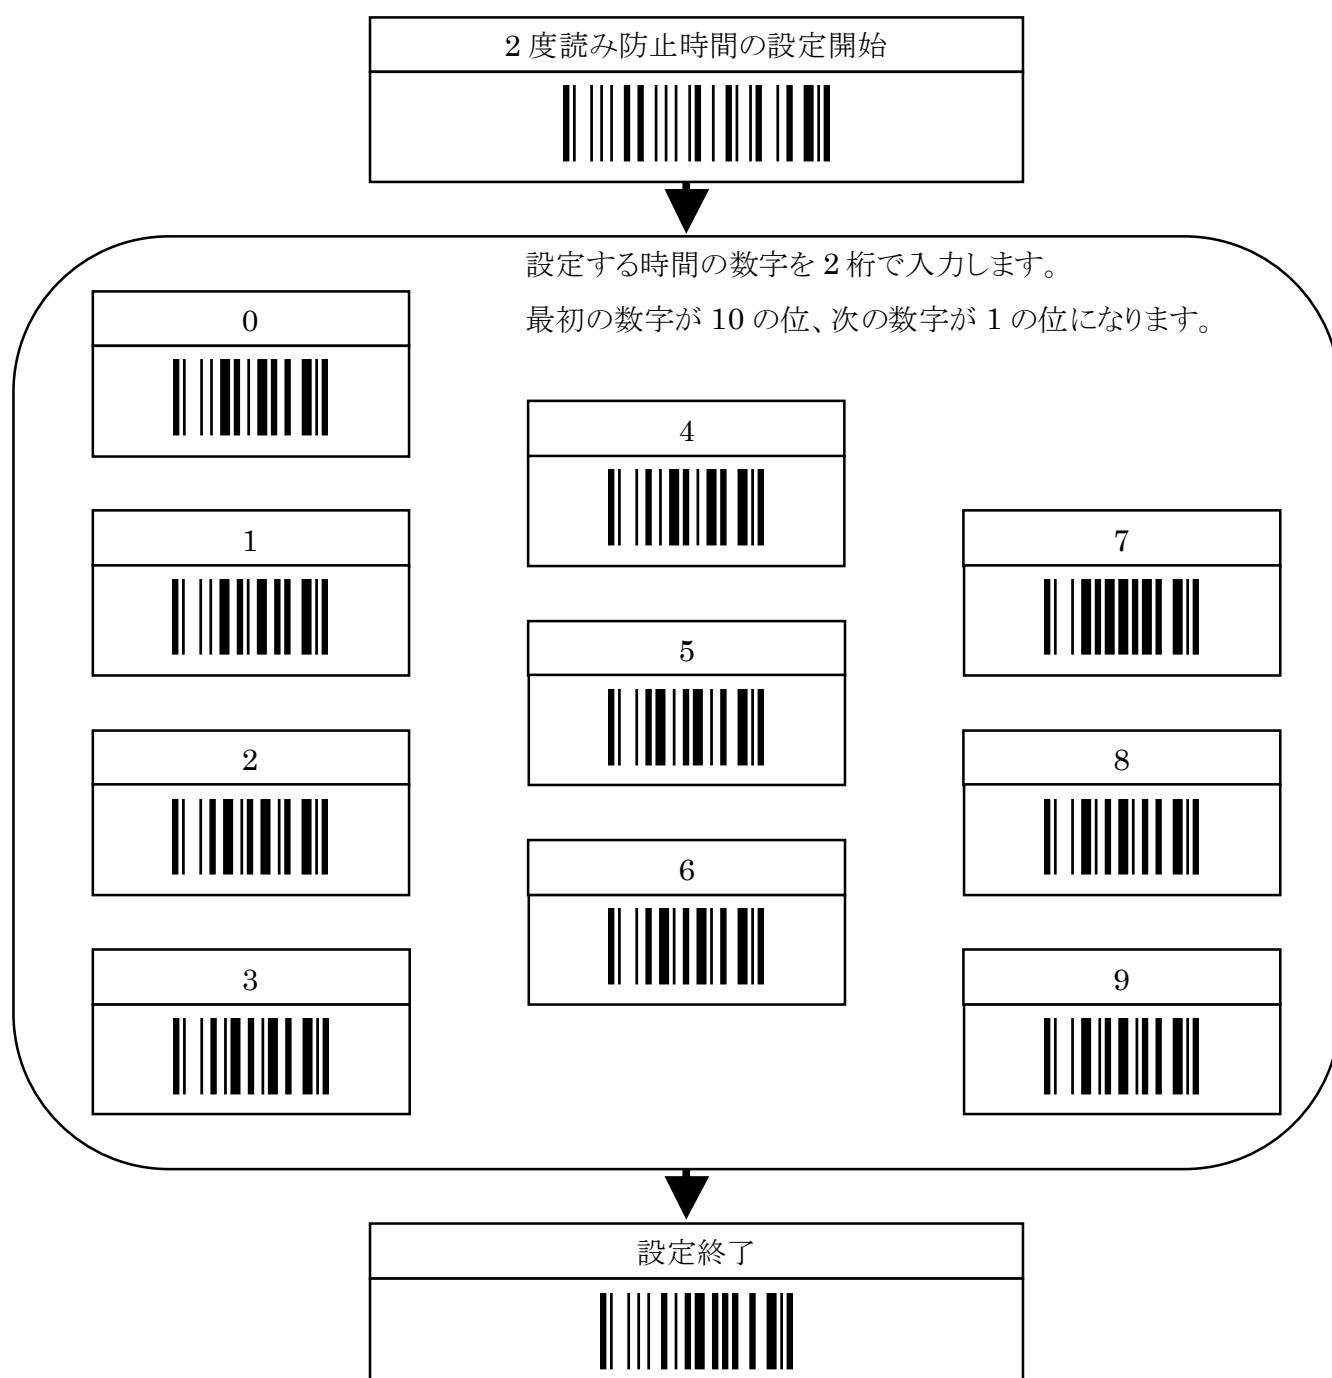 2 度読み防止時間の設定開始
設定する時間の数字を 2 桁で入力します。
最初の数字が 10 の位、次の数字が 1 の位になります。
0
1
2
3
4
5
6
7
8
9
設定終了